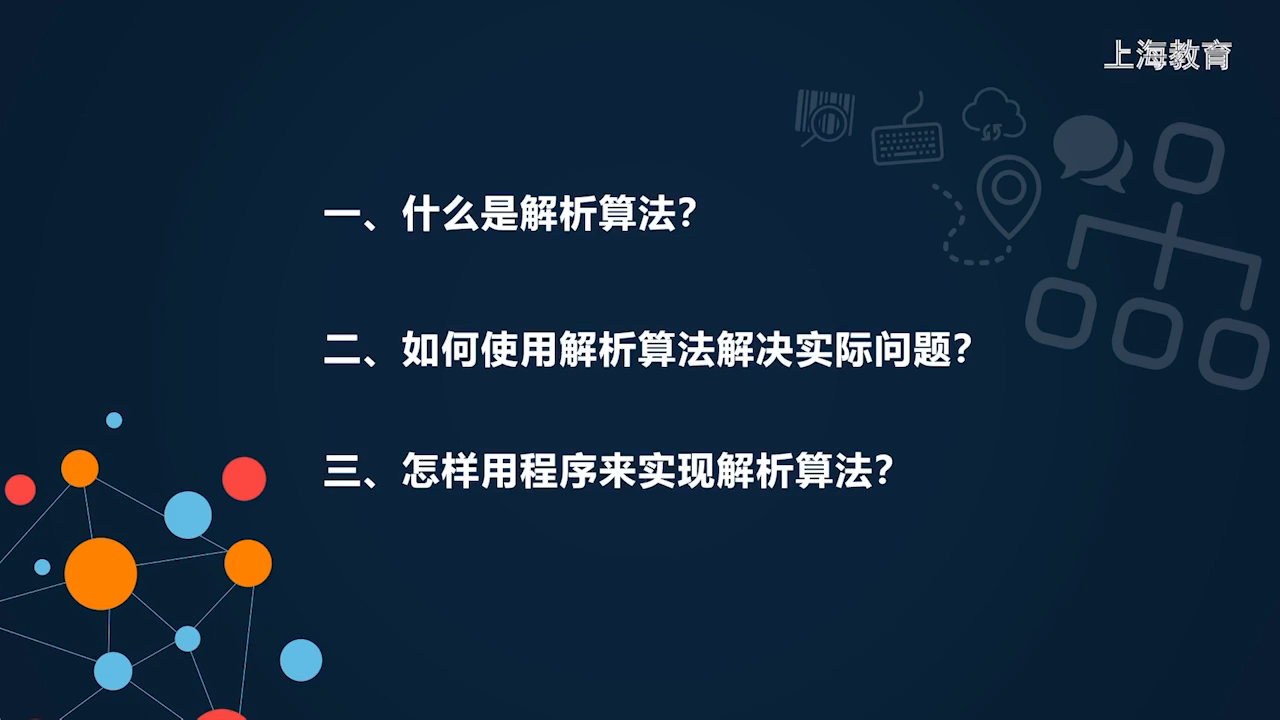 上海教育
一、什么是解析算法?
二、如何使用解析算法解决实际问题?
三、怎样用程序来实现解析算法?